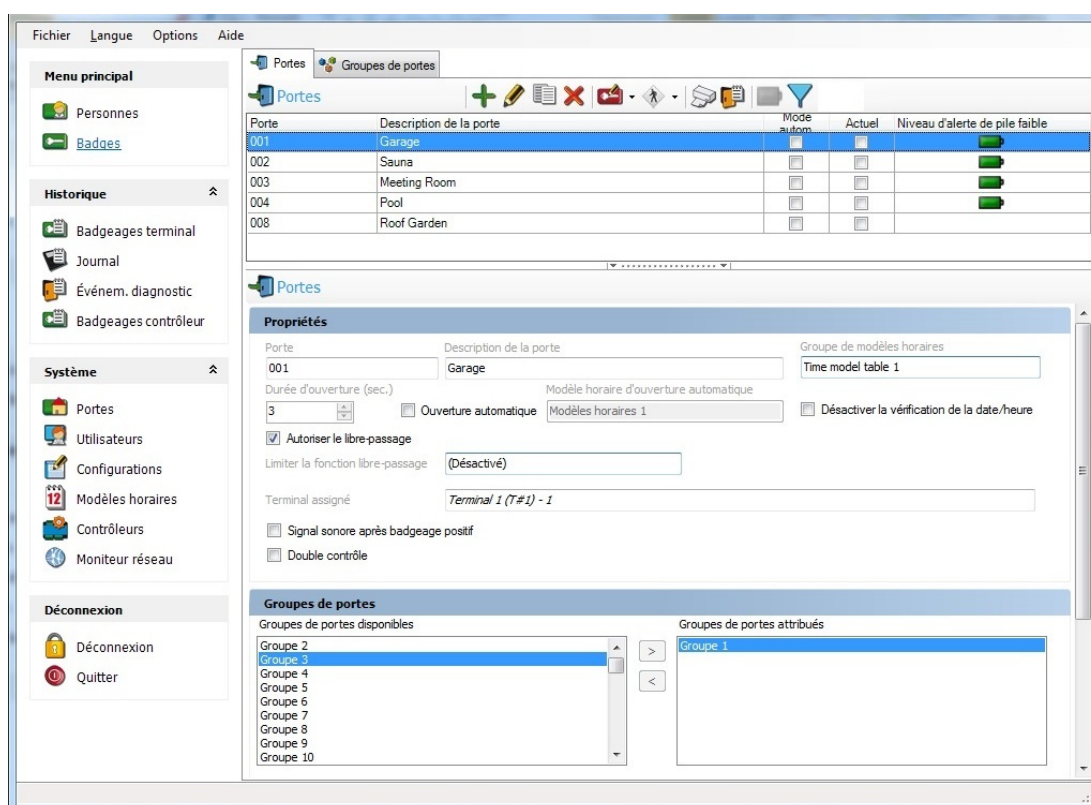 Fichier Langue Options Aide
Menu principal
Personnes
Badges
Historique
Badgeages terminal
Journal
Événem. diagnostic
Badgeages contrôleur
Système
Portes
Utilisateurs
Configurations
12 Modèles horaires
Contrôleurs
Moniteur réseau
Déconnexion
Déconnexion
Quitter
Portes Groupes de portes
Portes
Porte Description de la porte Mode autom. Actuel Niveau d'alerte de pile faible
001 Garage
002 Sauna
003 Meeting Room
004 Pool
008 Roof Garden
Portes
Propriétés
Porte Description de la porte Groupe de modèles horaires
001 Garage Time model table 1
Durée d'ouverture (sec.) Modèle horaire d'ouverture automatique
3 Ouverture automatique Modèles horaires 1 Désactiver la vérification de la date/heure
Autoriser le libre-passage
Limiter la fonction libre-passage (Désactivé)
Terminal assigné Terminal 1 (T#1) - 1
Signal sonore après badgeage positif
Double contrôle
Groupes de portes
Groupes de portes disponibles Groupes de portes attribués
Groupe 2 > Groupe 1
Groupe 3
Groupe 4
Groupe 5 <
Groupe 6
Groupe 7
Groupe 8
Groupe 9
Groupe 10